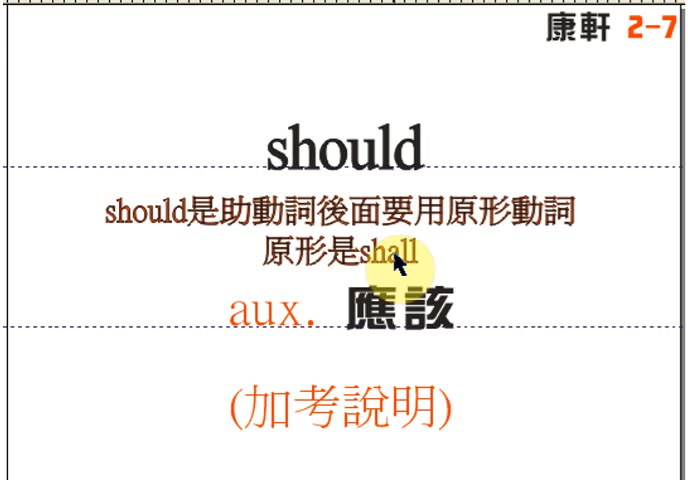 康軒 2-7
should
should是助動詞後面要用原形動詞
原形是shall
aux. 應該
(加考說明)